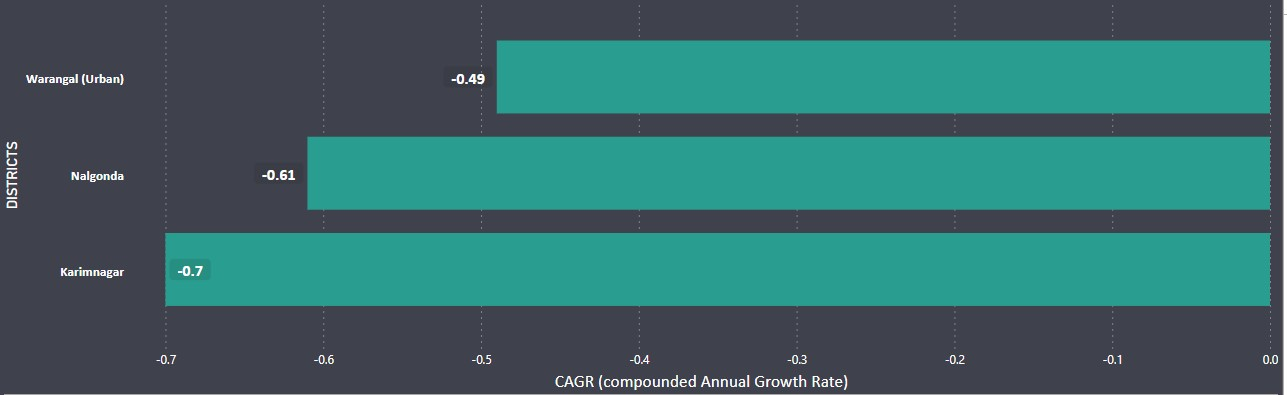 Warangal (Urban)
-0.49
Nalgonda
-0.61
Karimnagar
-0.7
DISTRICTS
-0.7 -0.6 -0.5 -0.4 -0.3 -0.2 -0.1 0.0
CAGR (compounded Annual Growth Rate)